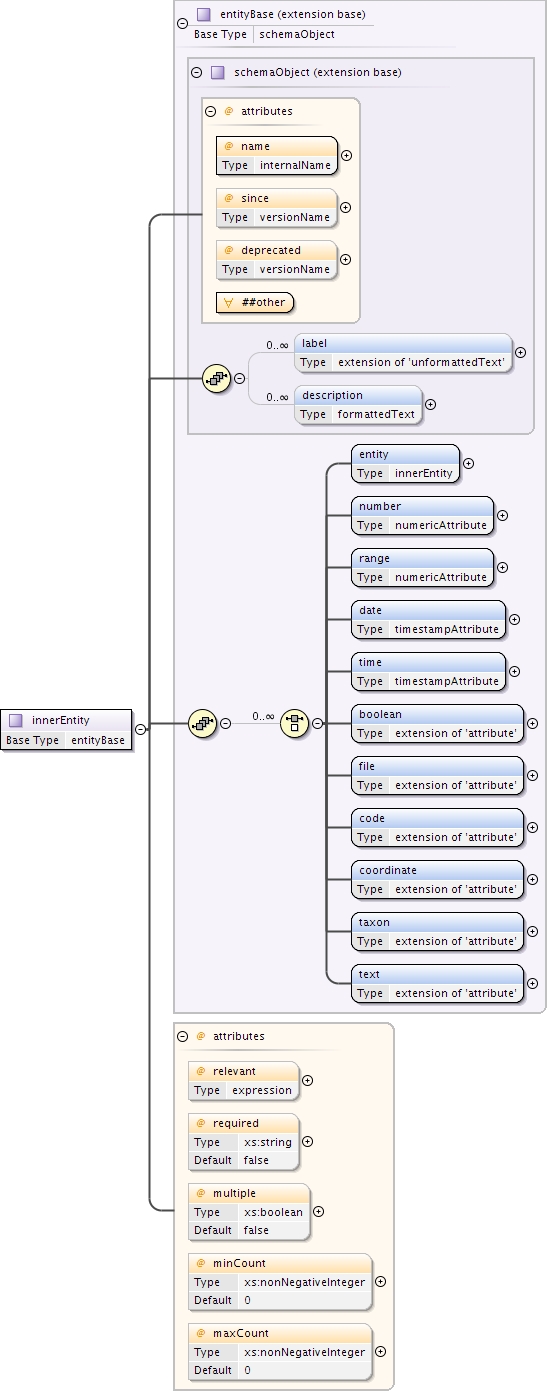 entityBase (extension base)
Base Type schemaObject
schemaObject (extension base)
@ attributes
@ name
Type internalName
@ since
Type versionName
@ deprecated
Type versionName
##other
0..∞
label
Type extension of 'unformattedText'
0..∞
description
Type formattedText
entity
Type innerEntity
number
Type numericAttribute
range
Type numericAttribute
date
Type timestampAttribute
time
Type timestampAttribute
innerEntity
Base Type entityBase
0..∞
boolean
Type extension of 'attribute'
file
Type extension of 'attribute'
code
Type extension of 'attribute'
coordinate
Type extension of 'attribute'
taxon
Type extension of 'attribute'
text
Type extension of 'attribute'
@ attributes
@ relevant
Type expression
@ required
Type xs:string
Default false
@ multiple
Type xs:boolean
Default false
@ minCount
Type xs:nonNegativeInteger
Default 0
@ maxCount
Type xs:nonNegativeInteger
Default 0